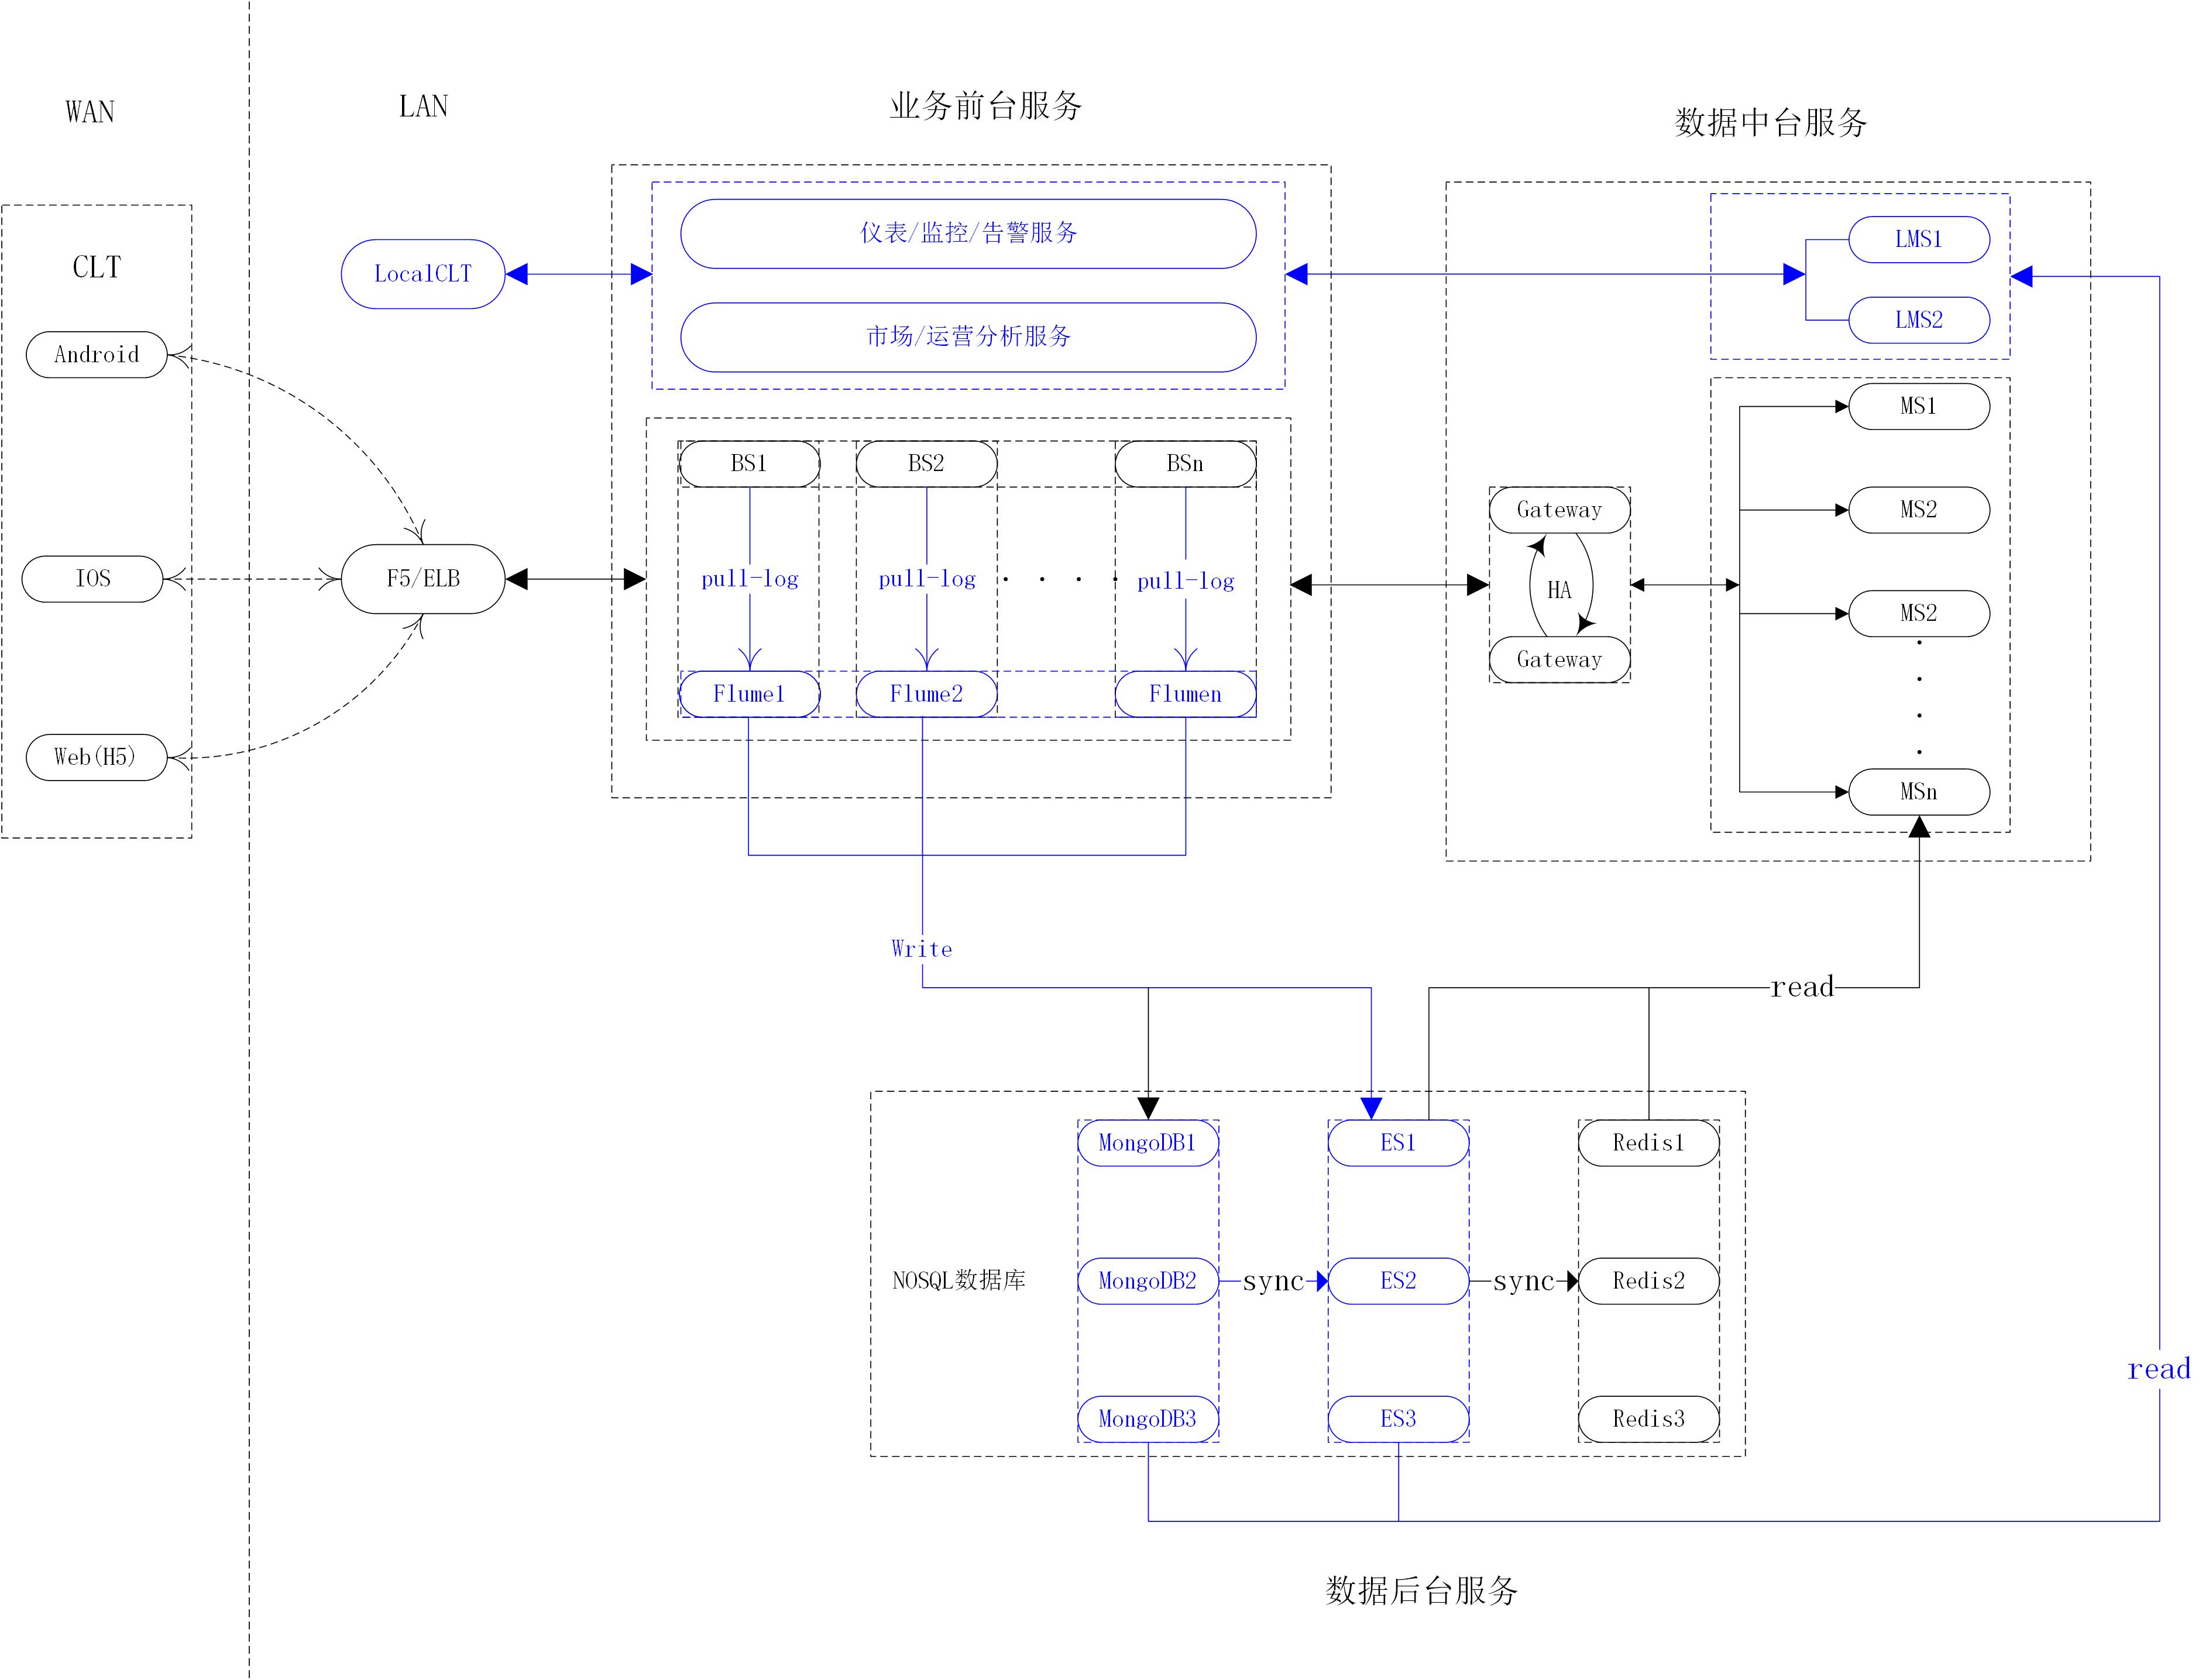 WAN
LAN
业务前台服务
数据中台服务
CLT
Android
IOS
Web(H5)
LocalCLT
F5/ELB
仪表/监控/告警服务
市场/运营分析服务
BS1
BS2
BSn
pull-log
pull-log
pull-log
Flume1
Flume2
Flumen
Gateway
HA
Gateway
LMS1
LMS2
MS1
MS2
MS2
MSn
Write
read
MongoDB1
ES1
Redis1
NOSQL数据库
MongoDB2
sync
ES2
sync
Redis2
MongoDB3
ES3
Redis3
read
数据后台服务